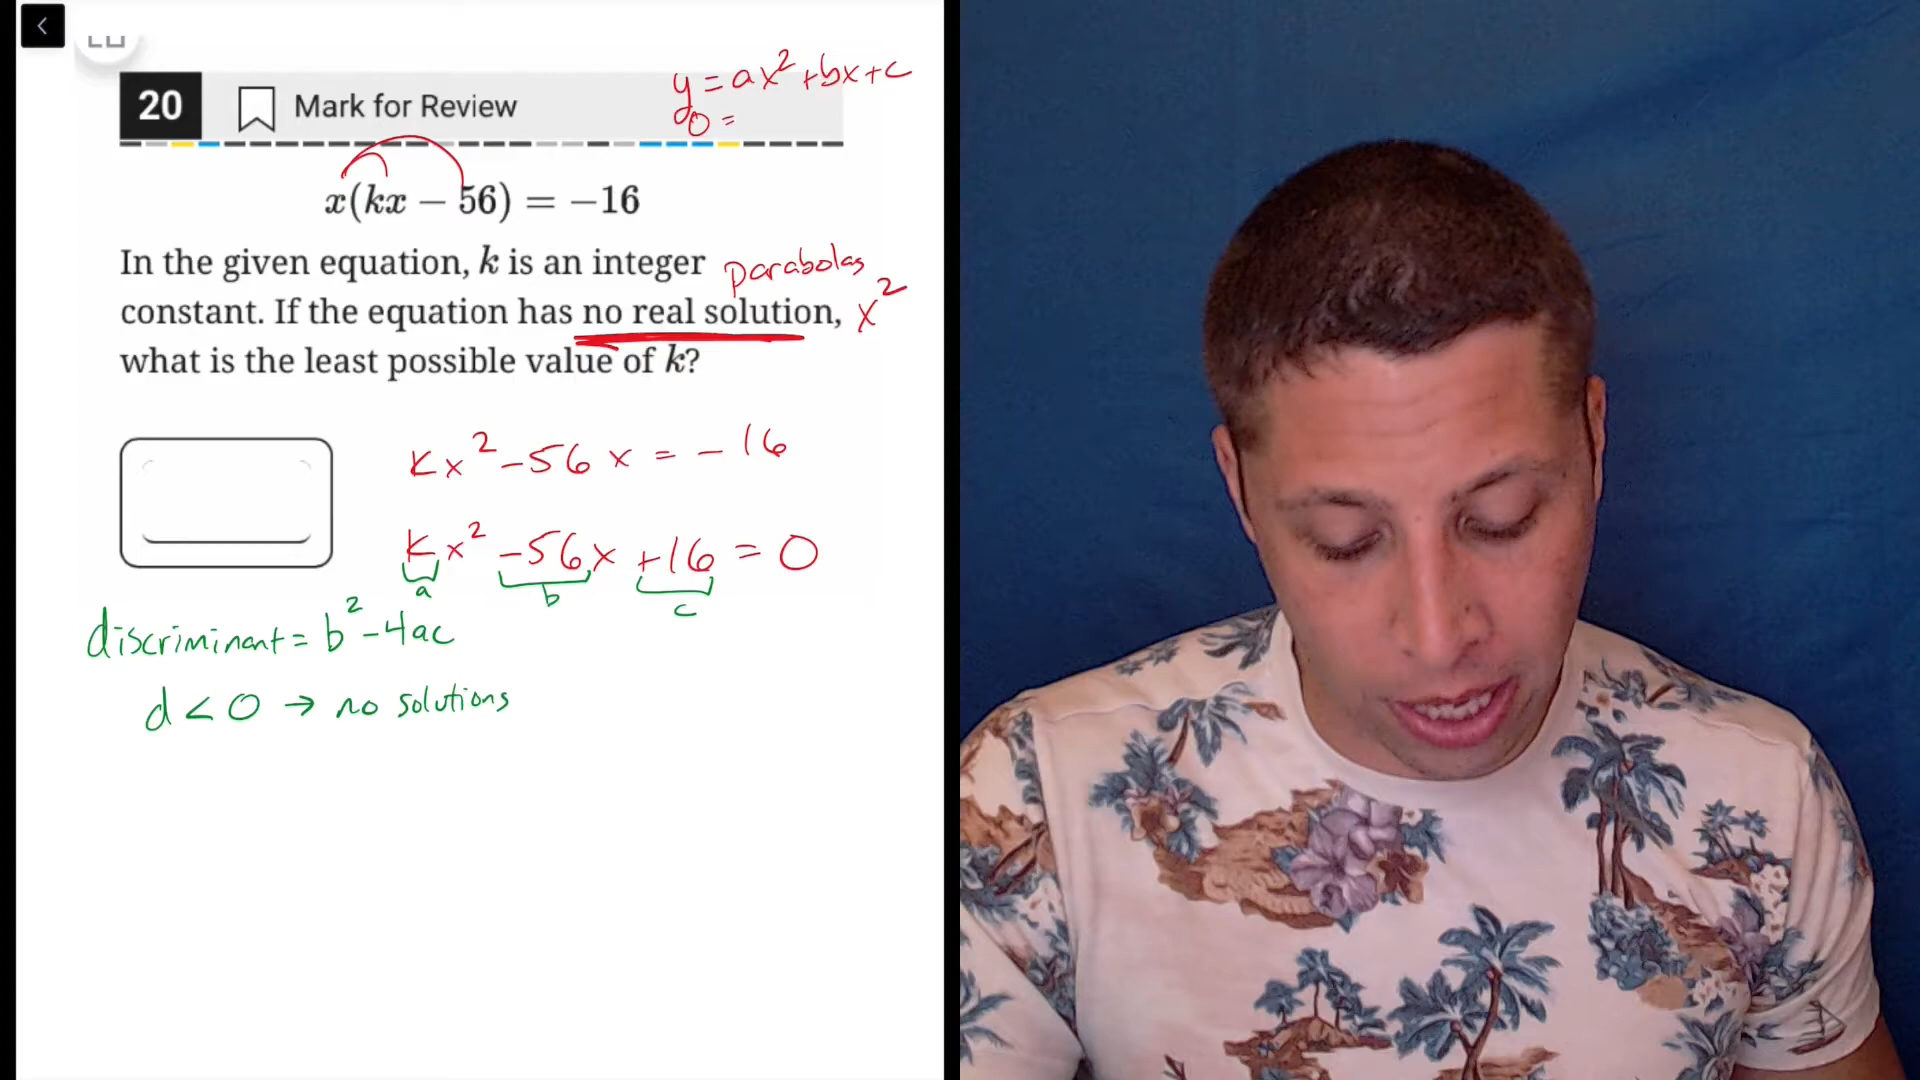 y = ax² + bx + c
20 Mark for Review
0 =
x(kx − 56) = −16
In the given equation, k is an integer
parabolas
constant. If the equation has no real solution,
x²
what is the least possible value of k?
kx² - 56x = - 16
kx² - 56x + 16 = 0
a b c
discriminant = b² - 4ac
d < 0 → no solutions